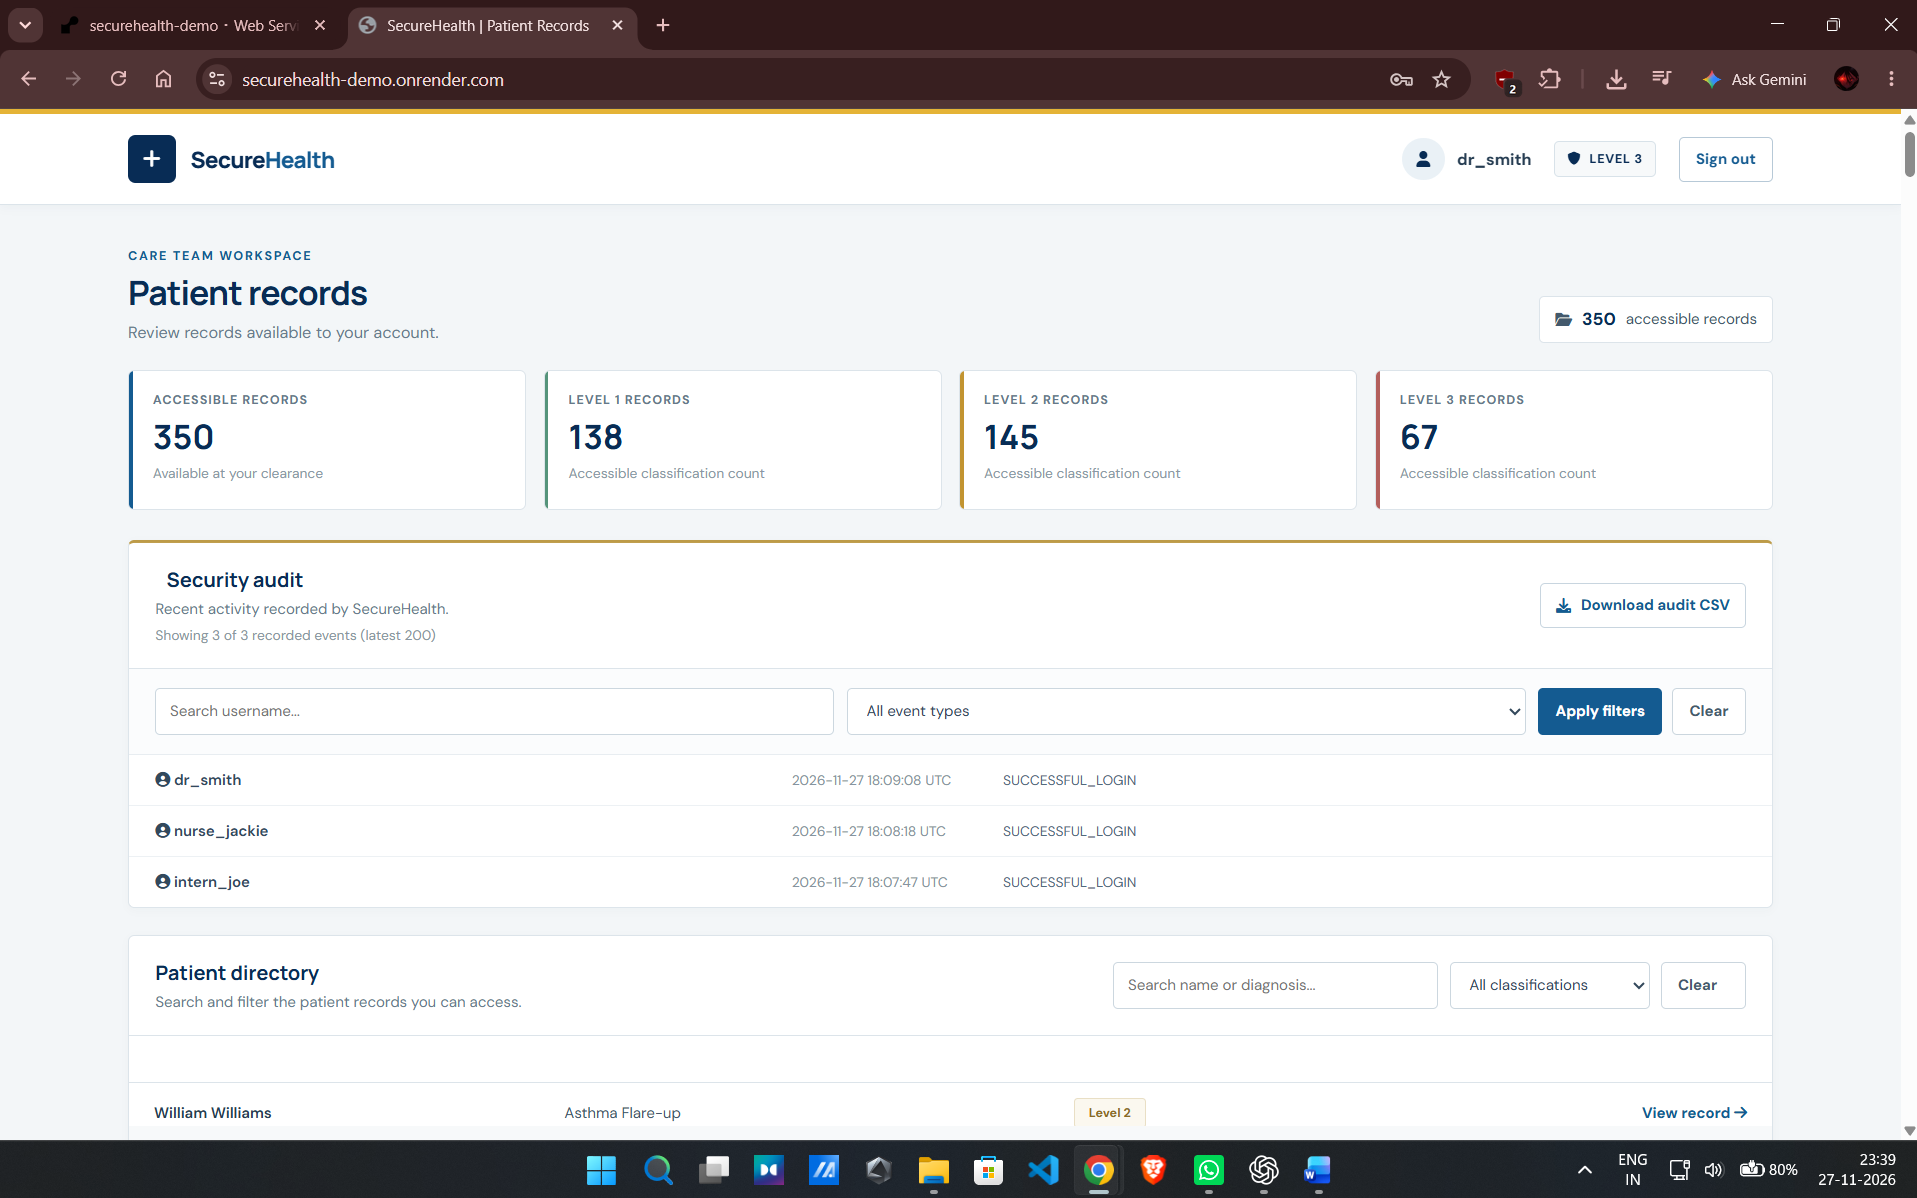 securehealth-demo · Web Servi
SecureHealth | Patient Records
securehealth-demo.onrender.com
2
Ask Gemini
SecureHealth
dr_smith
LEVEL 3
Sign out
CARE TEAM WORKSPACE
Patient records
Review records available to your account.
350 accessible records
ACCESSIBLE RECORDS
350
Available at your clearance
LEVEL 1 RECORDS
138
Accessible classification count
LEVEL 2 RECORDS
145
Accessible classification count
LEVEL 3 RECORDS
67
Accessible classification count
Security audit
Recent activity recorded by SecureHealth.
Showing 3 of 3 recorded events (latest 200)
Download audit CSV
Search username...
All event types
Apply filters
Clear
dr_smith 2026-11-27 18:09:08 UTC SUCCESSFUL_LOGIN
nurse_jackie 2026-11-27 18:08:18 UTC SUCCESSFUL_LOGIN
intern_joe 2026-11-27 18:07:47 UTC SUCCESSFUL_LOGIN
Patient directory
Search and filter the patient records you can access.
Search name or diagnosis...
All classifications
Clear
William Williams Asthma Flare-up Level 2 View record →
ENG
IN
80%
23:39
27-11-2026